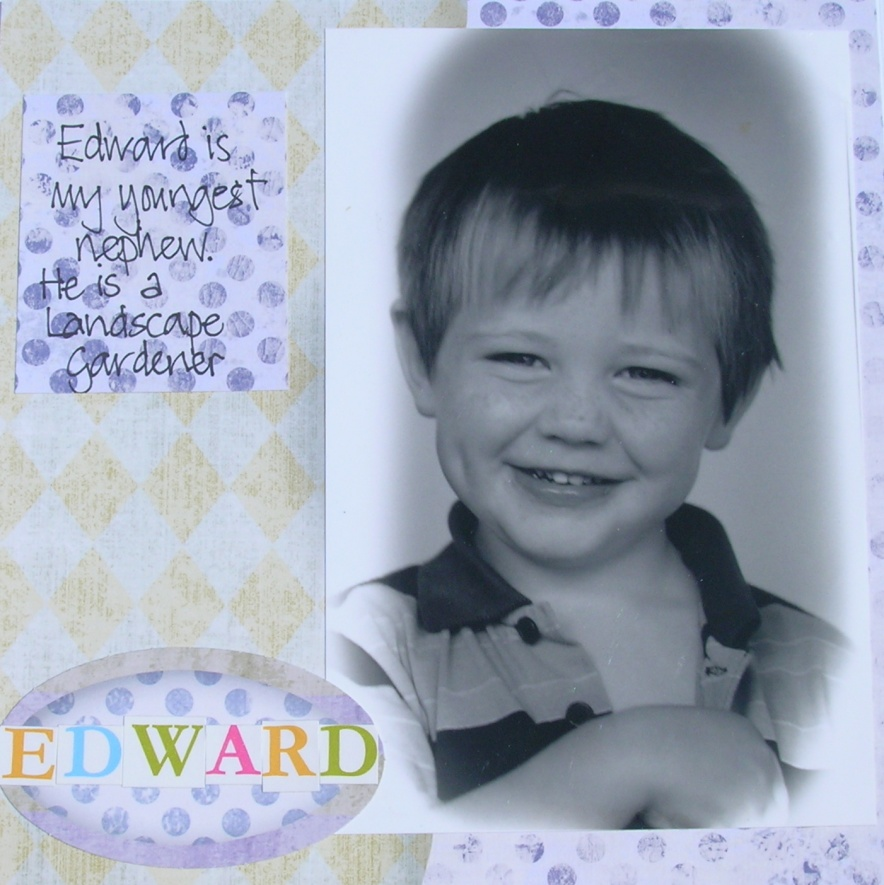 Edward is
my youngest
nephew.
He is a
Landscape
Gardener
EDWARD